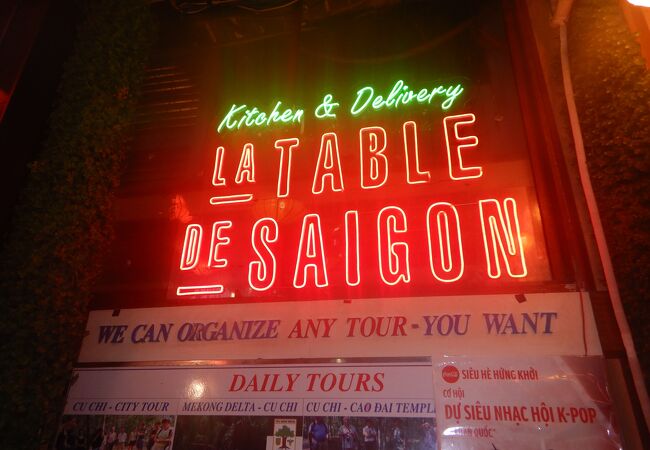 Kitchen & Delivery
LA TABLE
DE SAIGON
WE CAN ORGANIZE ANY TOUR - YOU WANT
DAILY TOURS
CU CHI - CITY TOUR
MEKONG DELTA - CU CHI
CU CHI - CAO DAI TEMPL
SIÊU HÈ HỨNG KHỞI
CƠ HỘI
DỰ SIÊU NHẠC HỘI K-POP
QUỐC"